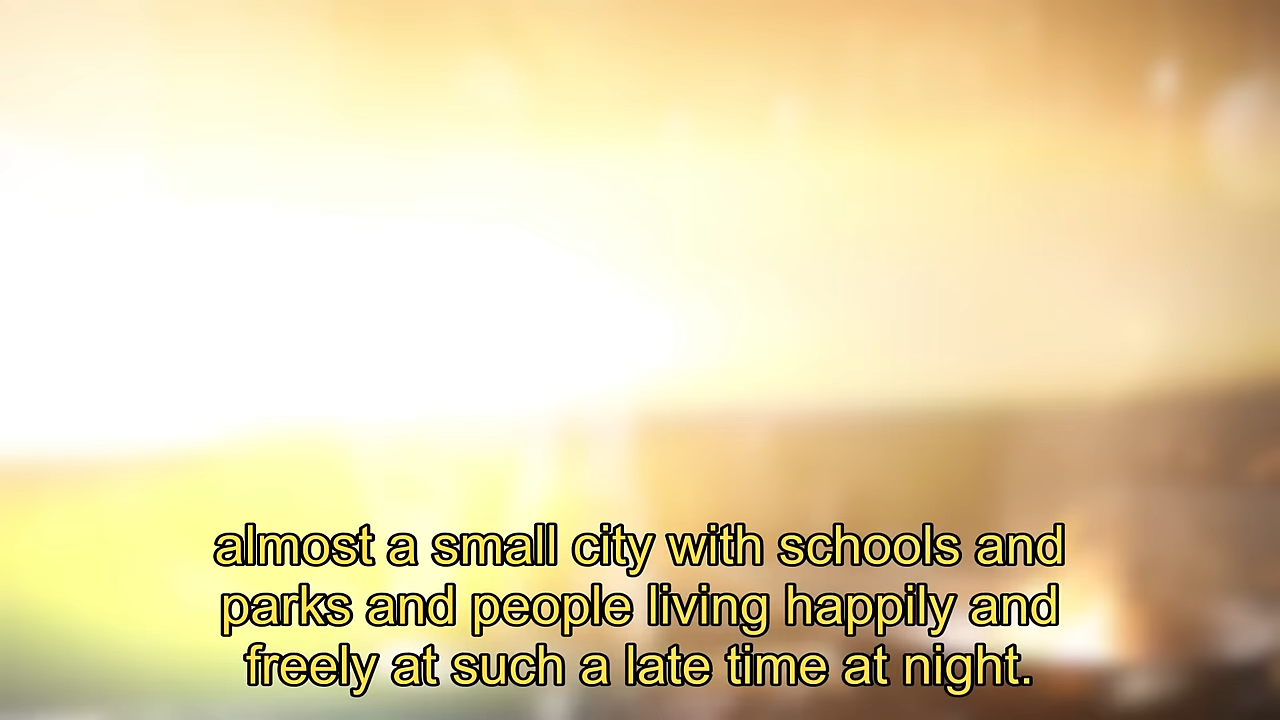 almost a small city with schools and
parks and people living happily and
freely at such a late time at night.